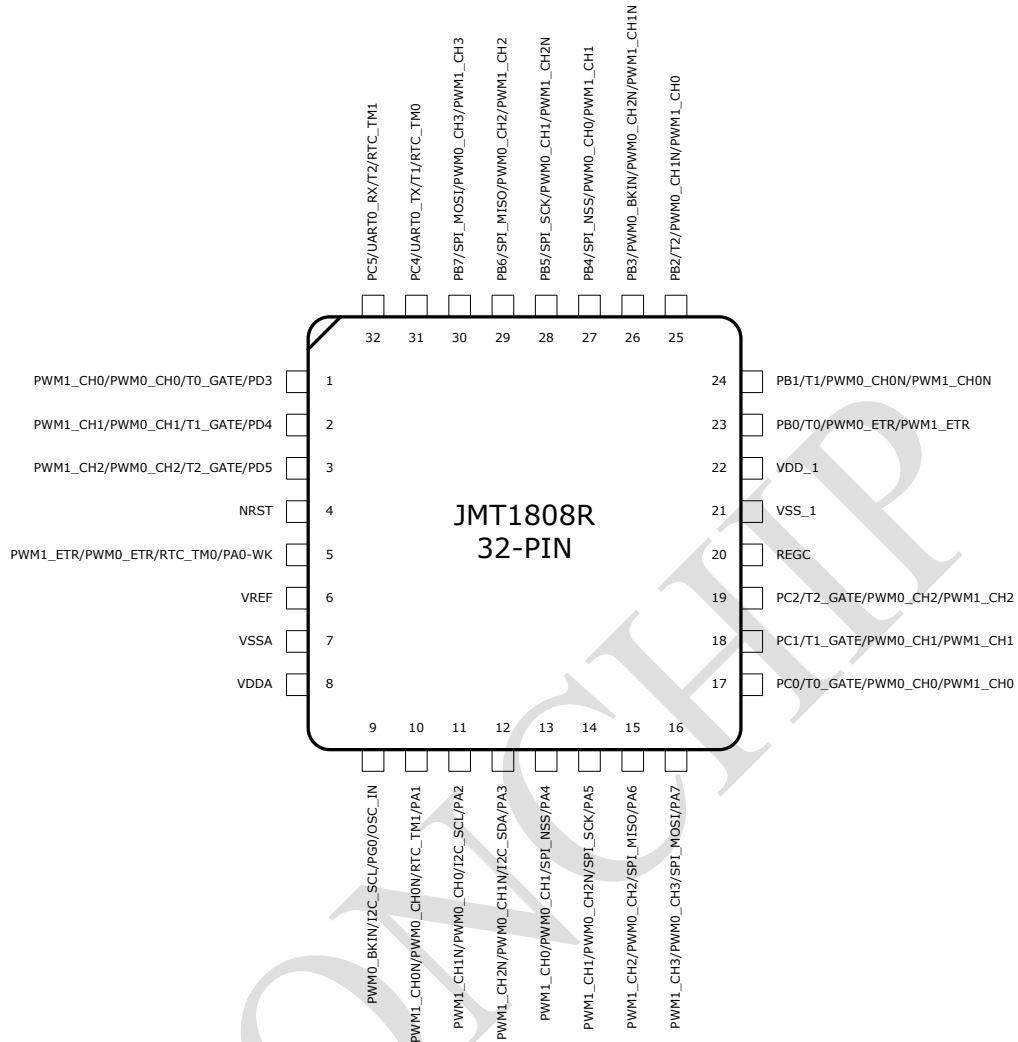 PC5/UART0_RX/T2/RTC_TM1
PC4/UART0_TX/T1/RTC_TM0
PB7/SPI_MOSI/PWM0_CH3/PWM1_CH3
PB6/SPI_MISO/PWM0_CH2/PWM1_CH2
PB5/SPI_SCK/PWM0_CH1/PWM1_CH2N
PB4/SPI_NSS/PWM0_CH0/PWM1_CH1
PB3/PWM0_BKIN/PWM0_CH2N/PWM1_CH1N
PB2/T2/PWM0_CH1N/PWM1_CH0
32 31 30 29 28 27 26 25
PWM1_CH0/PWM0_CH0/T0_GATE/PD3 1
PWM1_CH1/PWM0_CH1/T1_GATE/PD4 2
PWM1_CH2/PWM0_CH2/T2_GATE/PD5 3
NRST 4
PWM1_ETR/PWM0_ETR/RTC_TM0/PA0-WK 5
VREF 6
VSSA 7
VDDA 8
JMT1808R
32-PIN
24 PB1/T1/PWM0_CH0N/PWM1_CH0N
23 PB0/T0/PWM0_ETR/PWM1_ETR
22 VDD_1
21 VSS_1
20 REGC
19 PC2/T2_GATE/PWM0_CH2/PWM1_CH2
18 PC1/T1_GATE/PWM0_CH1/PWM1_CH1
17 PC0/T0_GATE/PWM0_CH0/PWM1_CH0
9 10 11 12 13 14 15 16
PWM0_BKIN/I2C_SCL/PG0/OSC_IN
PWM1_CH0N/PWM0_CH0N/RTC_TM1/PA1
PWM1_CH1N/PWM0_CH0/I2C_SCL/PA2
PWM1_CH2N/PWM0_CH1N/I2C_SDA/PA3
PWM1_CH0/PWM0_CH1/SPI_NSS/PA4
PWM1_CH1/PWM0_CH2N/SPI_SCK/PA5
PWM1_CH2/PWM0_CH2/SPI_MISO/PA6
PWM1_CH3/PWM0_CH3/SPI_MOSI/PA7
ONCHIP